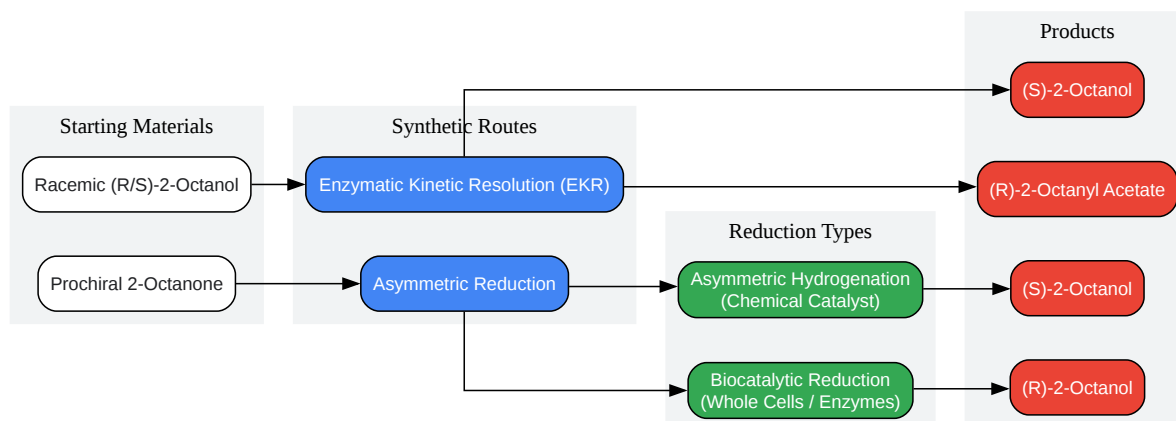 Products
(S)-2-Octanol
Starting Materials
Synthetic Routes
Racemic (R/S)-2-Octanol
Enzymatic Kinetic Resolution (EKR)
(R)-2-Octanyl Acetate
Reduction Types
Prochiral 2-Octanone
Asymmetric Reduction
Asymmetric Hydrogenation
(Chemical Catalyst)
(S)-2-Octanol
Biocatalytic Reduction
(Whole Cells / Enzymes)
(R)-2-Octanol